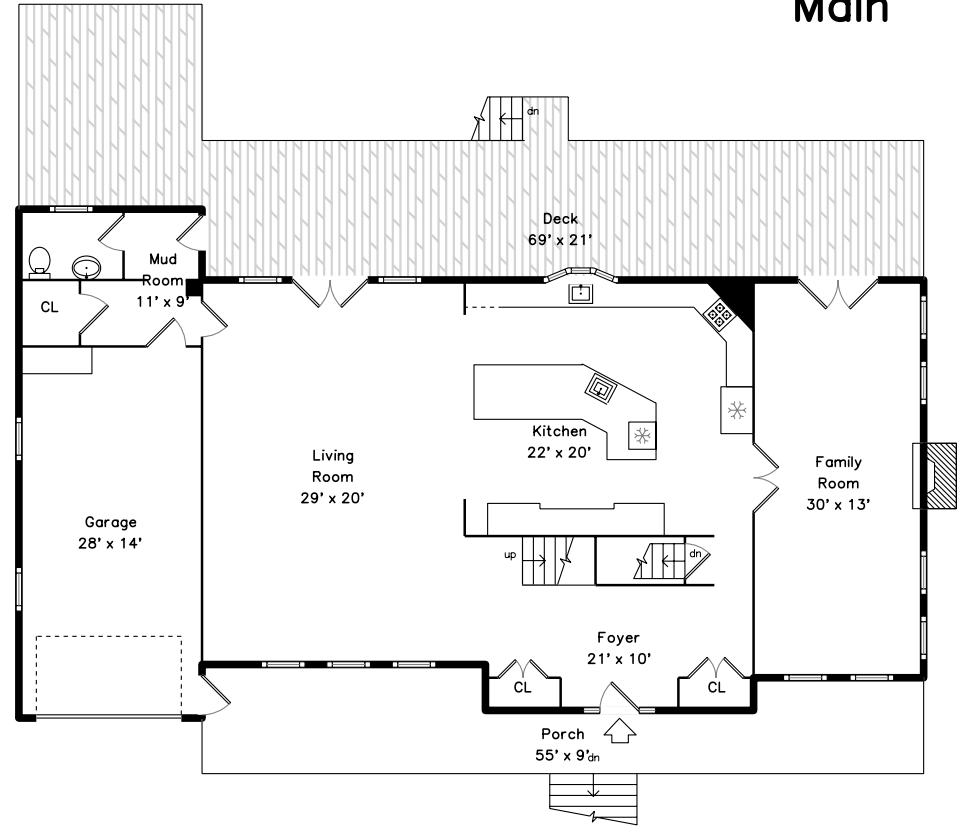 Main
dn
Deck
69' x 21'
Mud
Room
11' x 9'
CL
Kitchen
22' x 20'
Living
Room
29' x 20'
Family
Room
30' x 13'
Garage
28' x 14'
up
dn
Foyer
21' x 10'
CL
CL
Porch
55' x 9'
dn